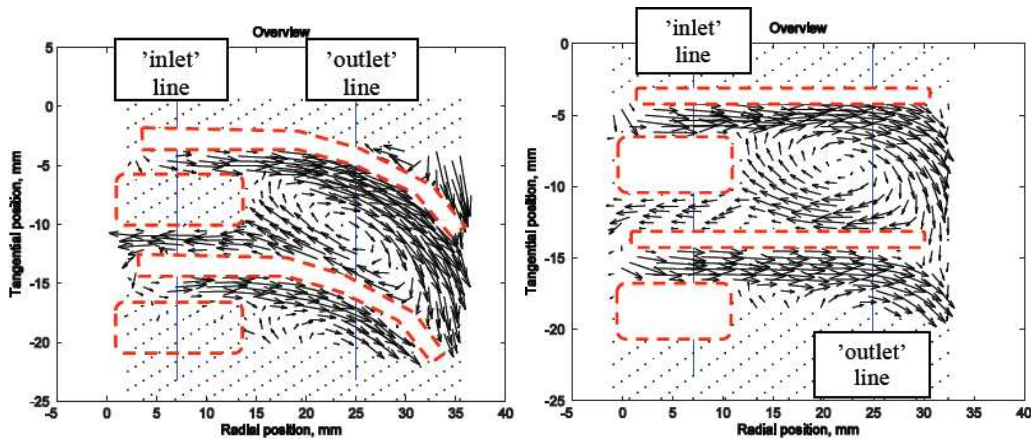 Overview
'inlet'
line
'outlet'
line
5
0
-5
-10
-15
-20
-25
-5 0 5 10 15 20 25 30 35 40
Tangential position, mm
Radial position, mm
Overview
'inlet'
line
0
-5
-10
-15
-20
-25
-5 0 5 10 15 20 25 30 35 40
Tangential position, mm
Radial position, mm
'outlet'
line